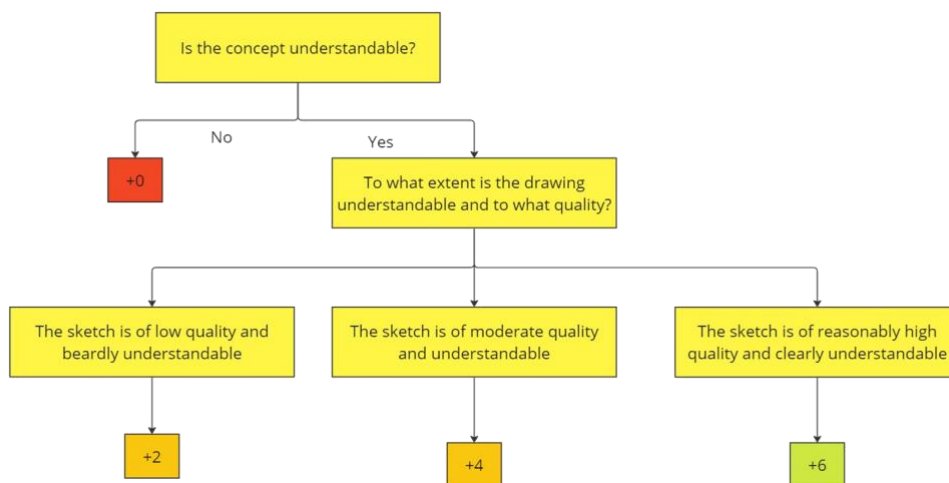 Is the concept understandable?
No
Yes
+0
To what extent is the drawing
understandable and to what quality?
The sketch is of low quality and
beardly understandable
The sketch is of moderate quality
and understandable
The sketch is of reasonably high
quality and clearly understandable
+2
+4
+6